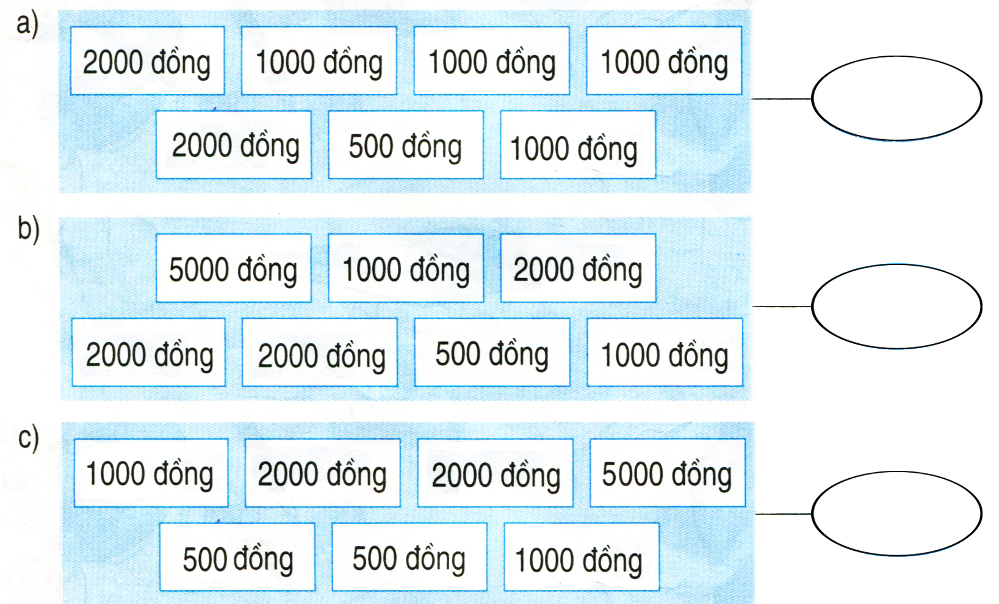 a)
2000 đồng 1000 đồng 1000 đồng 1000 đồng
2000 đồng 500 đồng 1000 đồng
b)
5000 đồng 1000 đồng 2000 đồng
2000 đồng 2000 đồng 500 đồng 1000 đồng
c)
1000 đồng 2000 đồng 2000 đồng 5000 đồng
500 đồng 500 đồng 1000 đồng